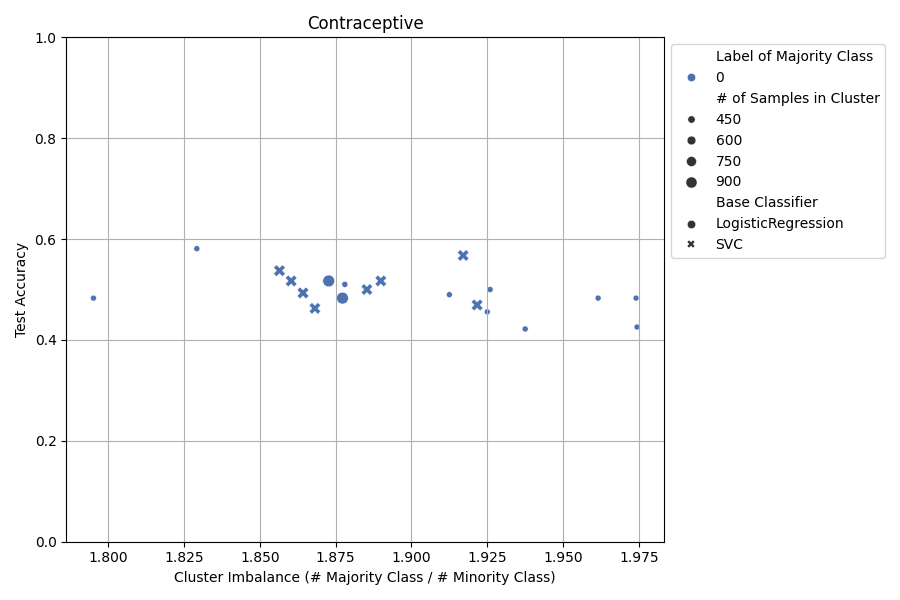 Contraceptive
1.0
0.8
0.6
0.4
0.2
0.0
Test Accuracy
1.800
1.825
1.850
1.875
1.900
1.925
1.950
1.975
Cluster Imbalance (# Majority Class / # Minority Class)
Label of Majority Class
0
# of Samples in Cluster
450
600
750
900
Base Classifier
LogisticRegression
SVC